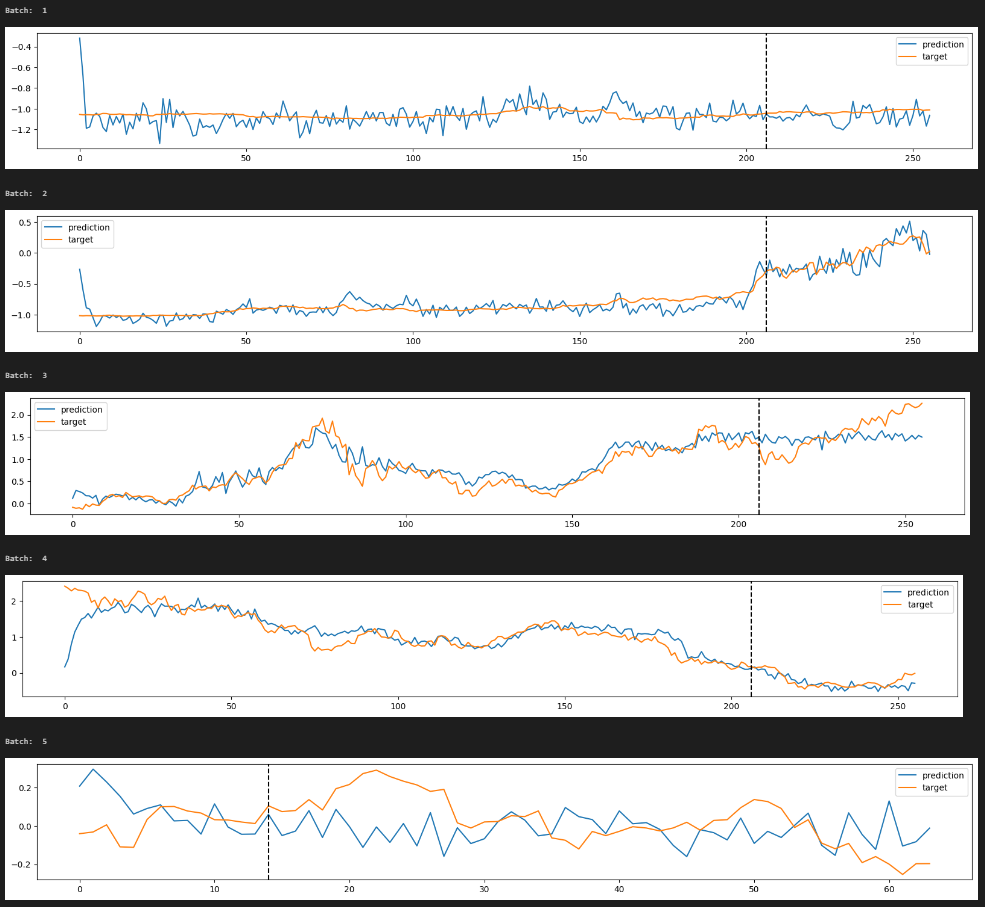 Batch: 1
−0.4
−0.6
−0.8
−1.0
−1.2
prediction
target
0 50 100 150 200 250
Batch: 2
0.5
0.0
−0.5
−1.0
prediction
target
0 50 100 150 200 250
Batch: 3
2.0
1.5
1.0
0.5
0.0
prediction
target
0 50 100 150 200 250
Batch: 4
2
1
0
prediction
target
0 50 100 150 200 250
Batch: 5
0.2
0.0
−0.2
prediction
target
0 10 20 30 40 50 60